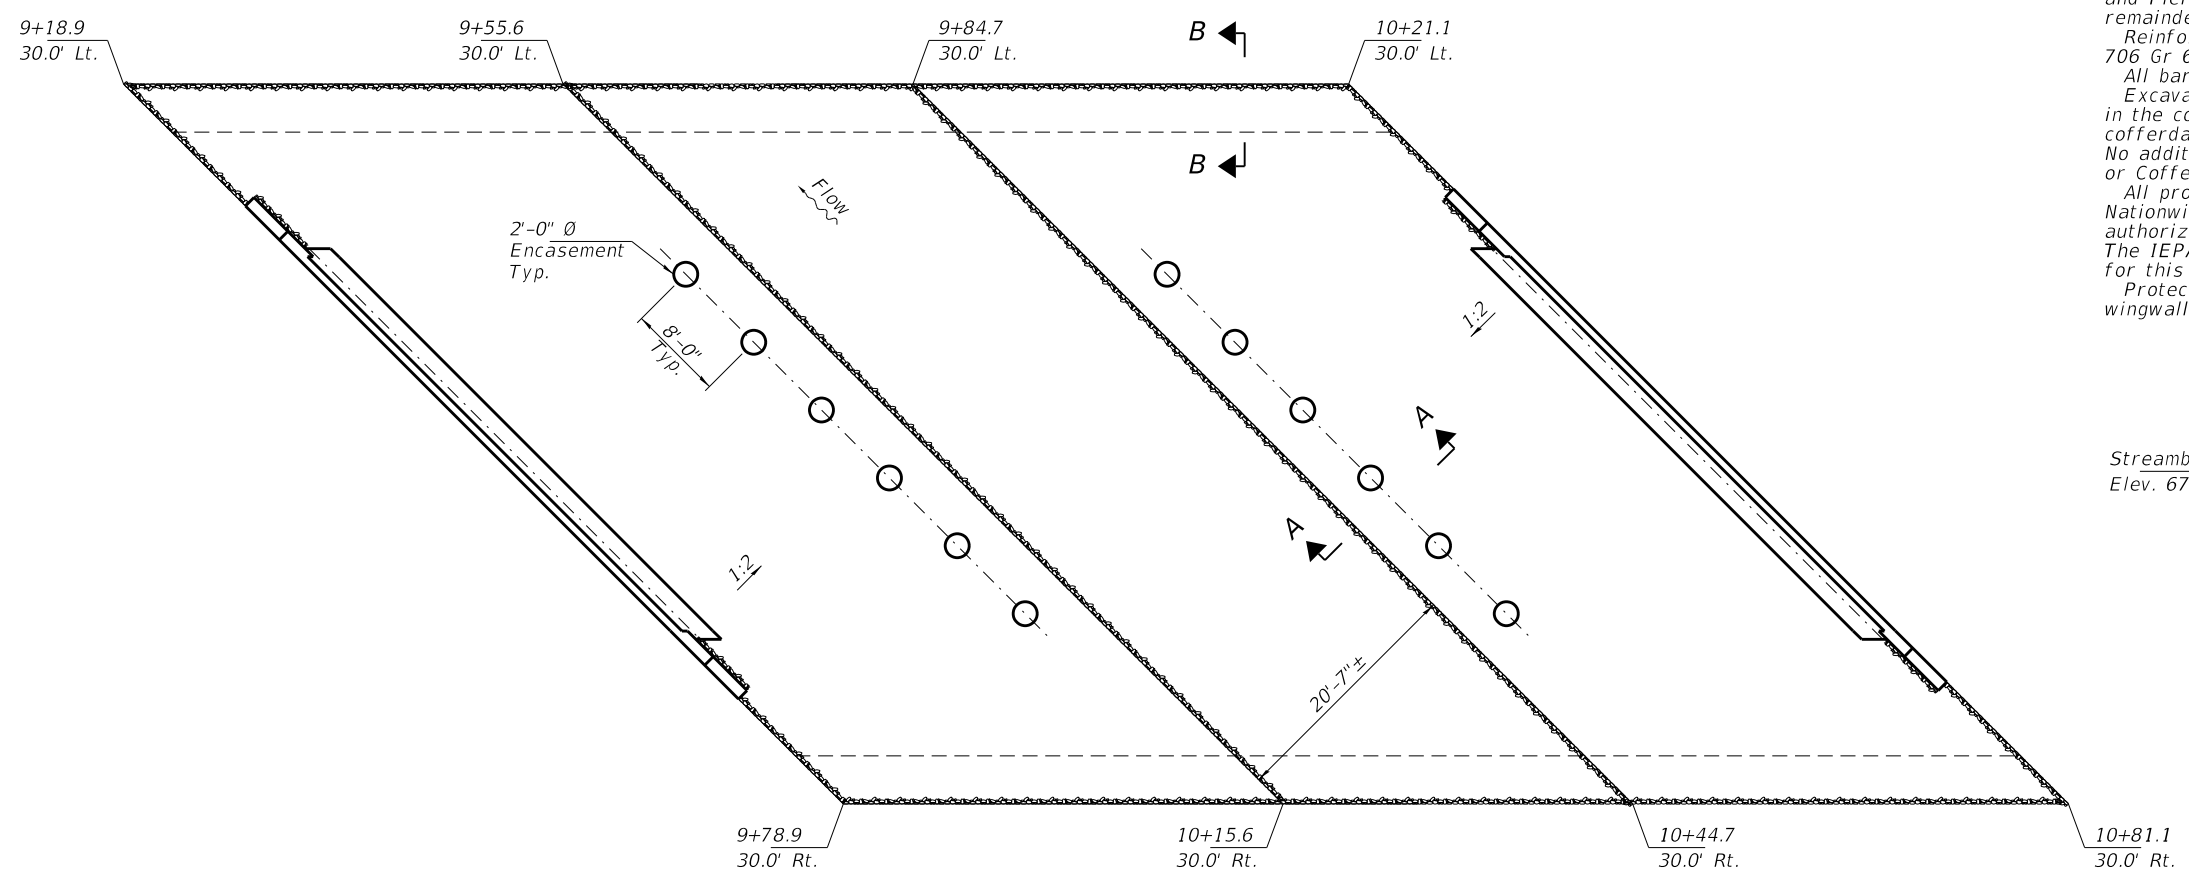 9+18.9
30.0' Lt.
9+55.6
30.0' Lt.
9+84.7
30.0' Lt.
B
10+21.1
30.0' Lt.
B
Flow
2'-0" Ø
Encasement
Typ.
8'-0"
Typ.
1:2
A
A
1:2
20'-7"±
9+78.9
30.0' Rt.
10+15.6
30.0' Rt.
10+44.7
30.0' Rt.
10+81.1
30.0' Rt.
Reinfo
706 Gr 6
All bar
Excava
in the co
cofferda
No addit
or Coffe
All pro
Nationwi
authoriz
The IEPA
for this
Protec
wingwall
Streamb
Elev. 67